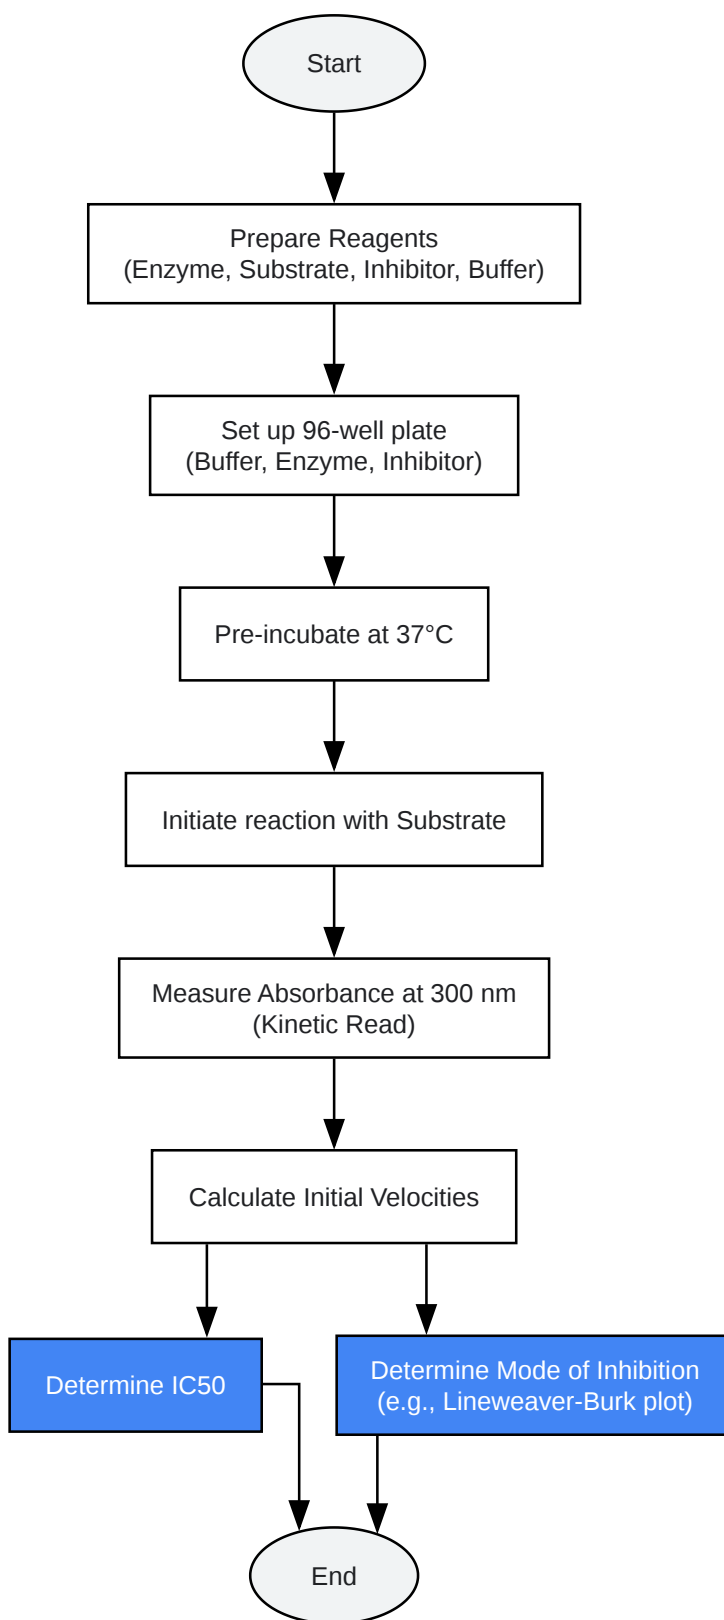 Start
Prepare Reagents
(Enzyme, Substrate, Inhibitor, Buffer)
Set up 96-well plate
(Buffer, Enzyme, Inhibitor)
Pre-incubate at 37°C
Initiate reaction with Substrate
Measure Absorbance at 300 nm
(Kinetic Read)
Calculate Initial Velocities
Determine IC50
Determine Mode of Inhibition
(e.g., Lineweaver-Burk plot)
End